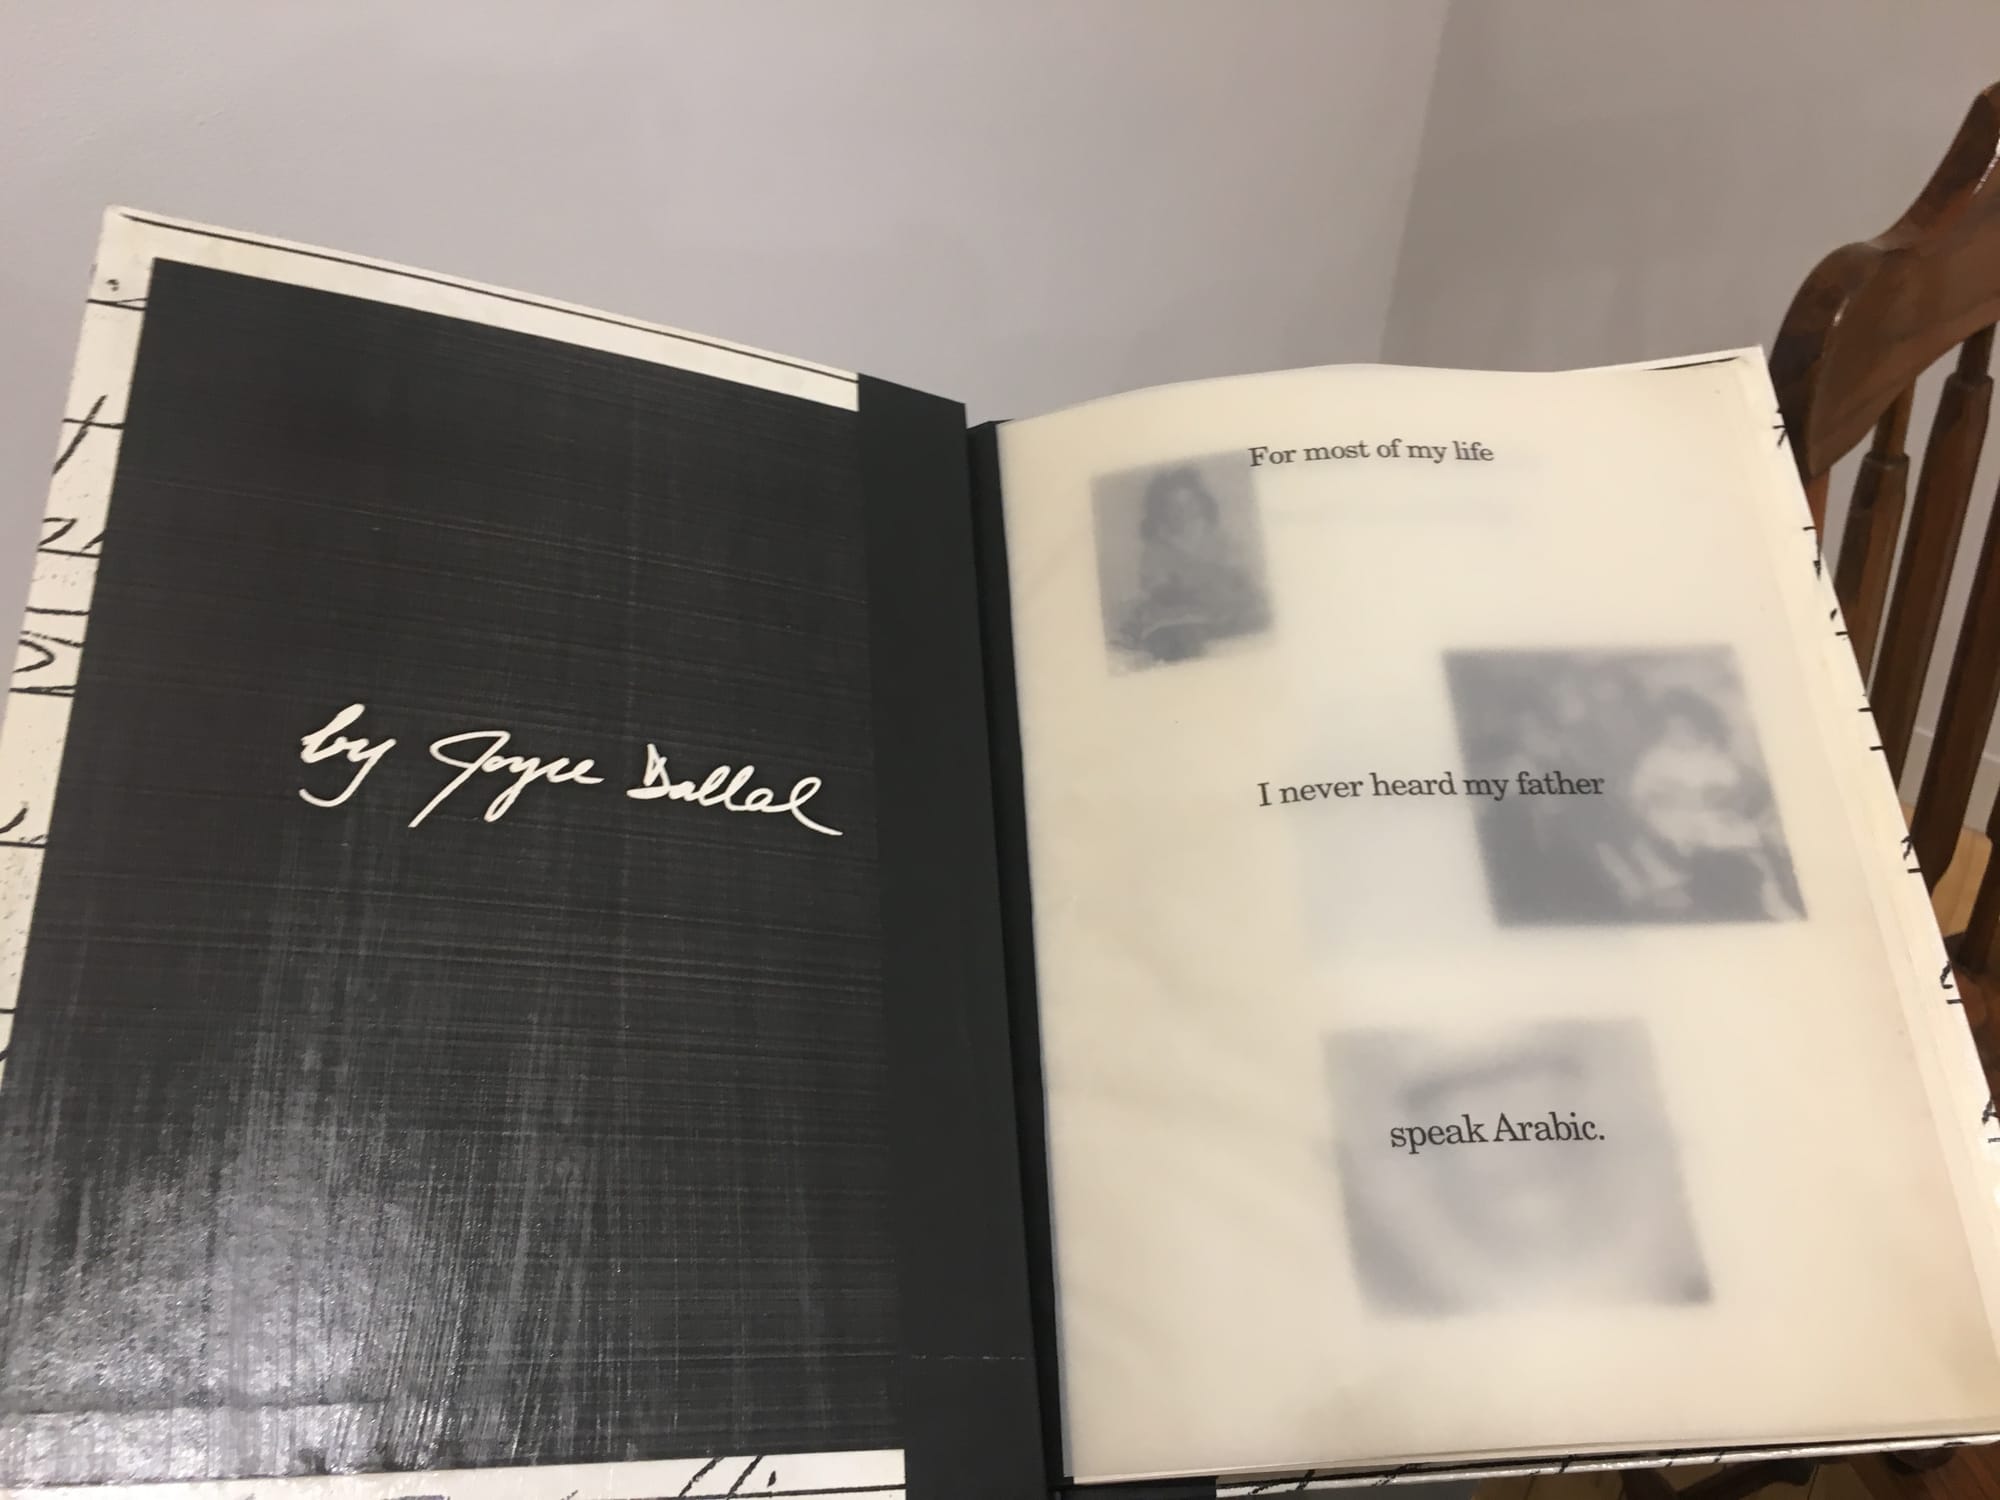 by Joyce Dallal
For most of my life
I never heard my father
speak Arabic.